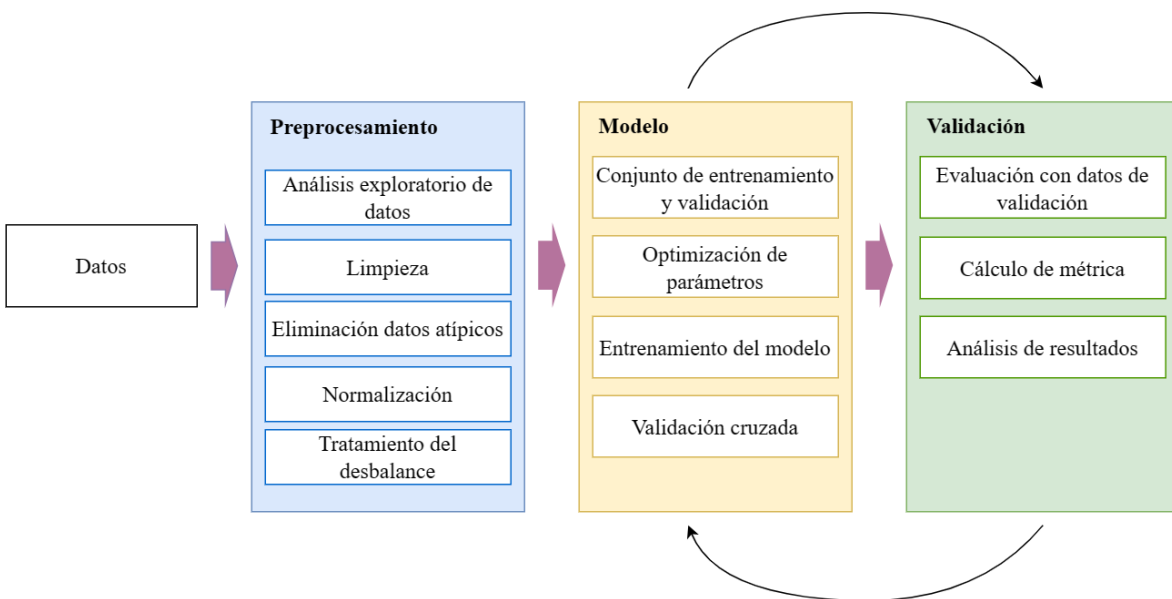 Datos
Preprocesamiento
Análisis exploratorio de
datos
Limpieza
Eliminación datos atípicos
Normalización
Tratamiento del
desbalance
Modelo
Conjunto de entrenamiento
y validación
Optimización de
parámetros
Entrenamiento del modelo
Validación cruzada
Validación
Evaluación con datos de
validación
Cálculo de métrica
Análisis de resultados